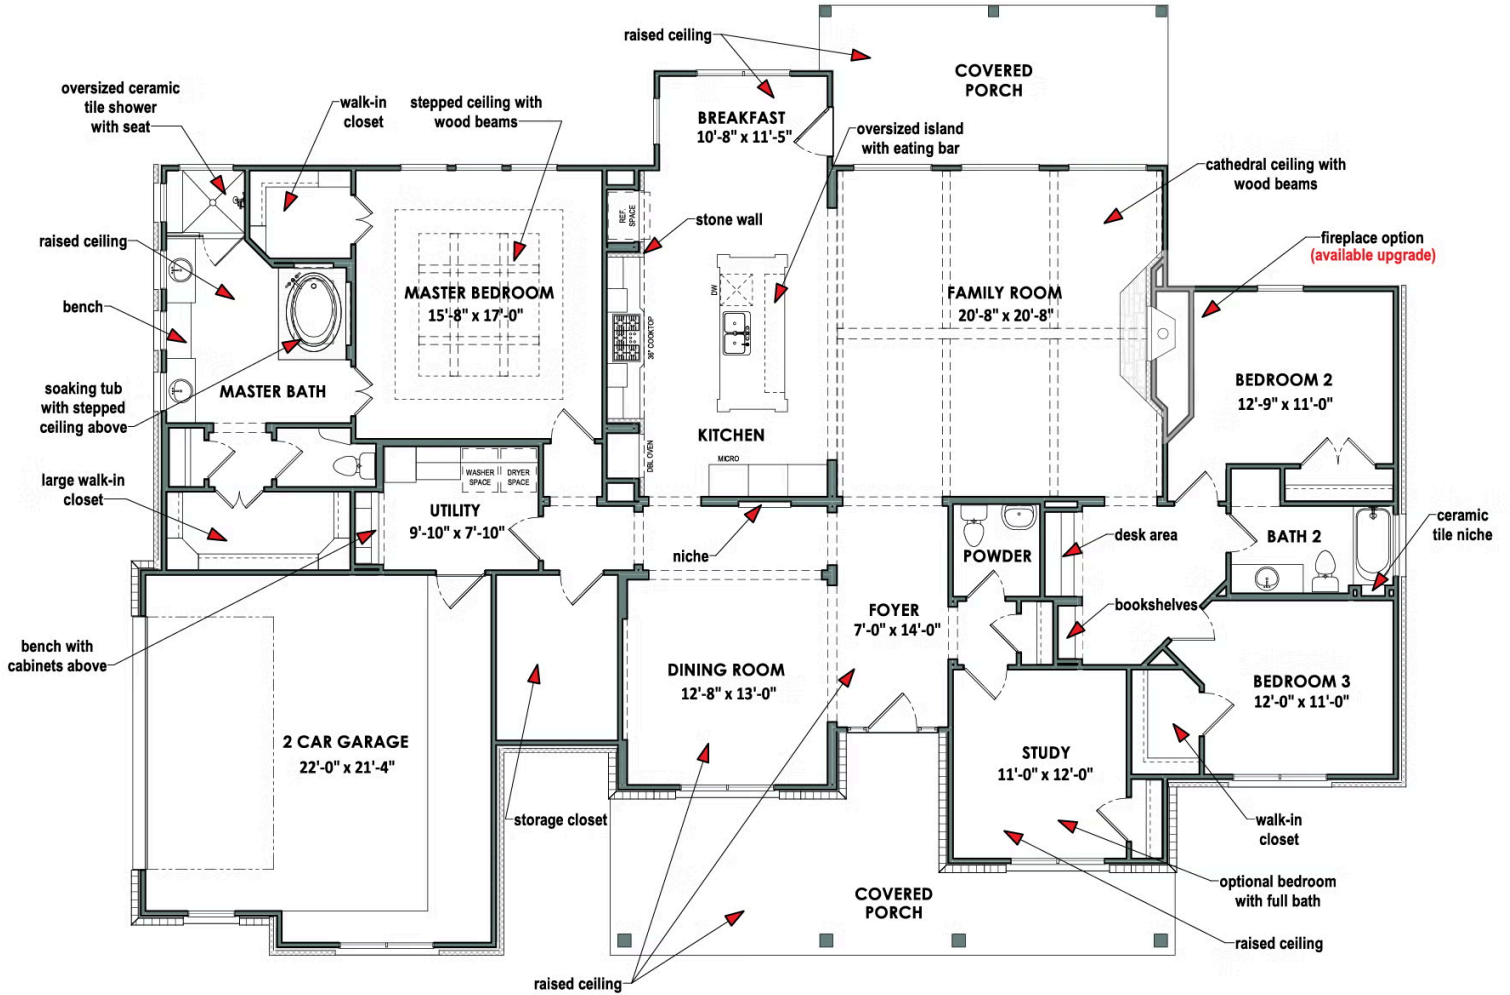 raised ceiling
COVERED
PORCH
oversized ceramic
tile shower
with seat
walk-in
closet
stepped ceiling with
wood beams
BREAKFAST
10'-8" x 11'-5"
oversized island
with eating bar
cathedral ceiling with
wood beams
REF.
SPACE
stone wall
raised ceiling
fireplace option
(available upgrade)
bench
MASTER BEDROOM
15'-8" x 17'-0"
DW
FAMILY ROOM
20'-8" x 20'-8"
36" COOKTOP
soaking tub
with stepped
ceiling above
MASTER BATH
BEDROOM 2
12'-9" x 11'-0"
KITCHEN
DBL OVEN
MICRO
large walk-in
closet
WASHER
SPACE
DRYER
SPACE
UTILITY
9'-10" x 7'-10"
niche
POWDER
desk area
BATH 2
ceramic
tile niche
bookshelves
FOYER
7'-0" x 14'-0"
bench with
cabinets above
DINING ROOM
12'-8" x 13'-0"
BEDROOM 3
12'-0" x 11'-0"
2 CAR GARAGE
22'-0" x 21'-4"
STUDY
11'-0" x 12'-0"
storage closet
walk-in
closet
optional bedroom
with full bath
COVERED
PORCH
raised ceiling
raised ceiling